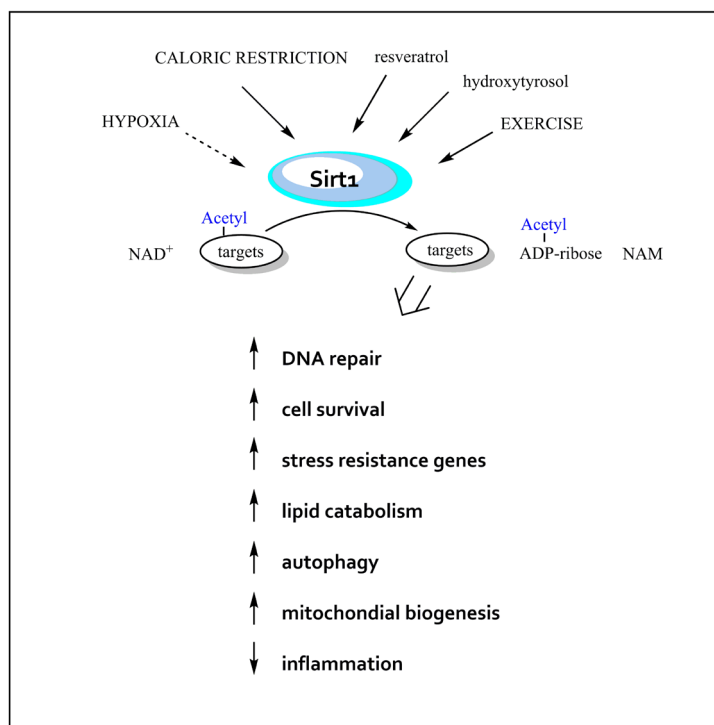 CALORIC RESTRICTION
resveratrol
hydroxytyrosol
HYPOXIA
EXERCISE
Sirt1
Acetyl
Acetyl
NAD⁺
targets
targets
ADP-ribose
NAM
DNA repair
cell survival
stress resistance genes
lipid catabolism
autophagy
mitochondial biogenesis
inflammation